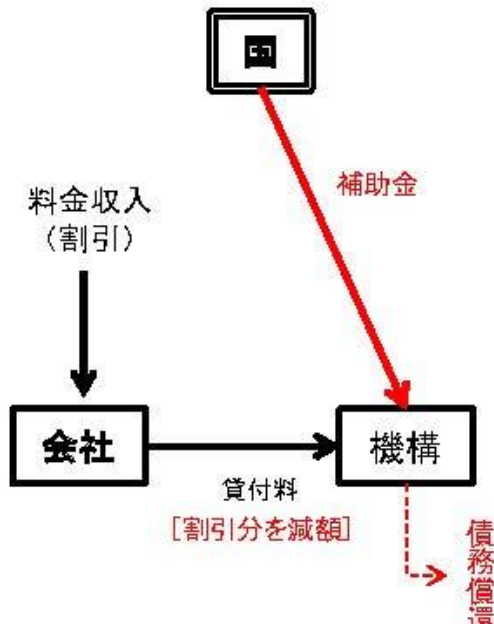 国
補助金
料金収入
（割引）
会社
機構
貸付料
［割引分を減額］
債務償還